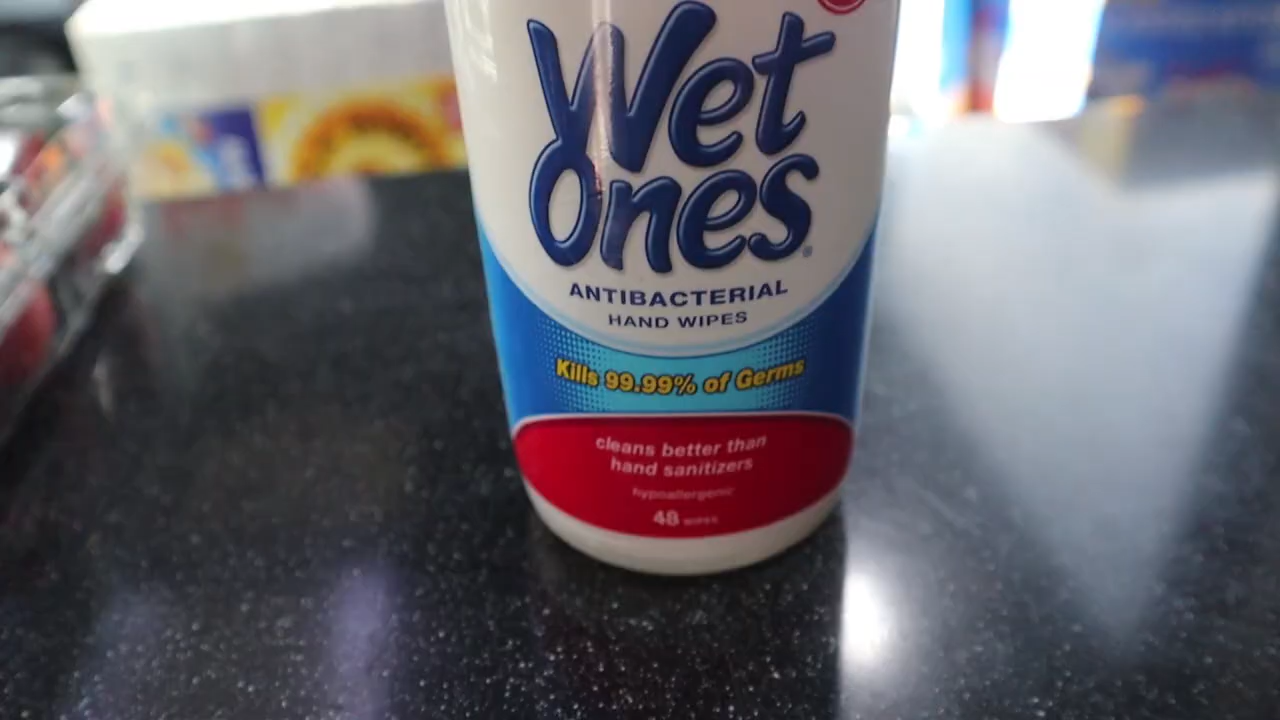 Wet
Ones®
ANTIBACTERIAL
HAND WIPES
Kills 99.99% of Germs
cleans better than
hand sanitizers
hypoallergenic
48 WIPES